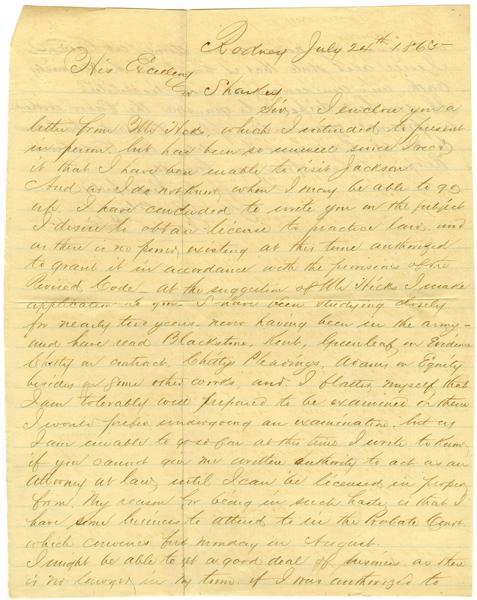 Rodney July 24th 1865
His Excellency
Gov Sharkey
Sir, I enclose you a
letter from Mr Hicks, which I intended to present
in person but has been so unwell since I rec'd
it that I have been unable to visit Jackson
And as I do not know when I may be able to go
up. I have concluded to write you on the subject
I desire to obtain license to practice law, and
as there is no power existing at this time authorized
to grant it in accordance with the provisions of the
Revised Code – at the suggestion of Mr Hicks I make
application to you. I have been studying closely
for nearly two years. never having been in the army –
and have read Blackstone, Kent, Greenleaf on Evidence
Chitty on contract, Chittys Pleadings, Adams on Equity
besides some other works, and I flatter myself that
I am tolerably well prepared to be examined on them
I would prefer undergoing an examination, but as
I am unable to go so far at this time I write to know
if you cannot give me written authority to act as an
Attorney at law, until I can be licensed in proper
form. My reason for being in such haste, is that I
have some business to attend to in the Probate Court
which convenes first monday in August.
I might be able to get a good deal of business as there
is no lawyer in my town. if I was authorized to